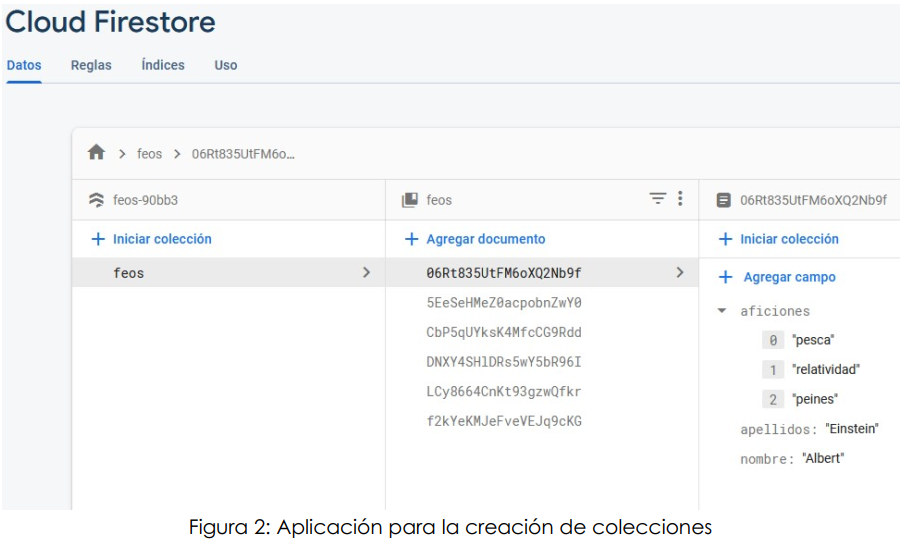 Cloud Firestore
Datos Reglas Índices Uso
feos 06Rt835UtFM6o...
feos-90bb3
Iniciar colección
feos
feos
Agregar documento
06Rt835UtFM6oXQ2Nb9f
5EeSeHMeZ0acpobnZwY0
CbP5qUYksK4MfcCG9Rdd
DNXY4SHlDRs5wY5bR96I
LCy8664CnKt93gzwQfkr
f2kYeKMJeFveVEJq9cKG
06Rt835UtFM6oXQ2Nb9f
Iniciar colección
Agregar campo
aficiones
0 "pesca"
1 "relatividad"
2 "peines"
apellidos: "Einstein"
nombre: "Albert"
Figura 2: Aplicación para la creación de colecciones